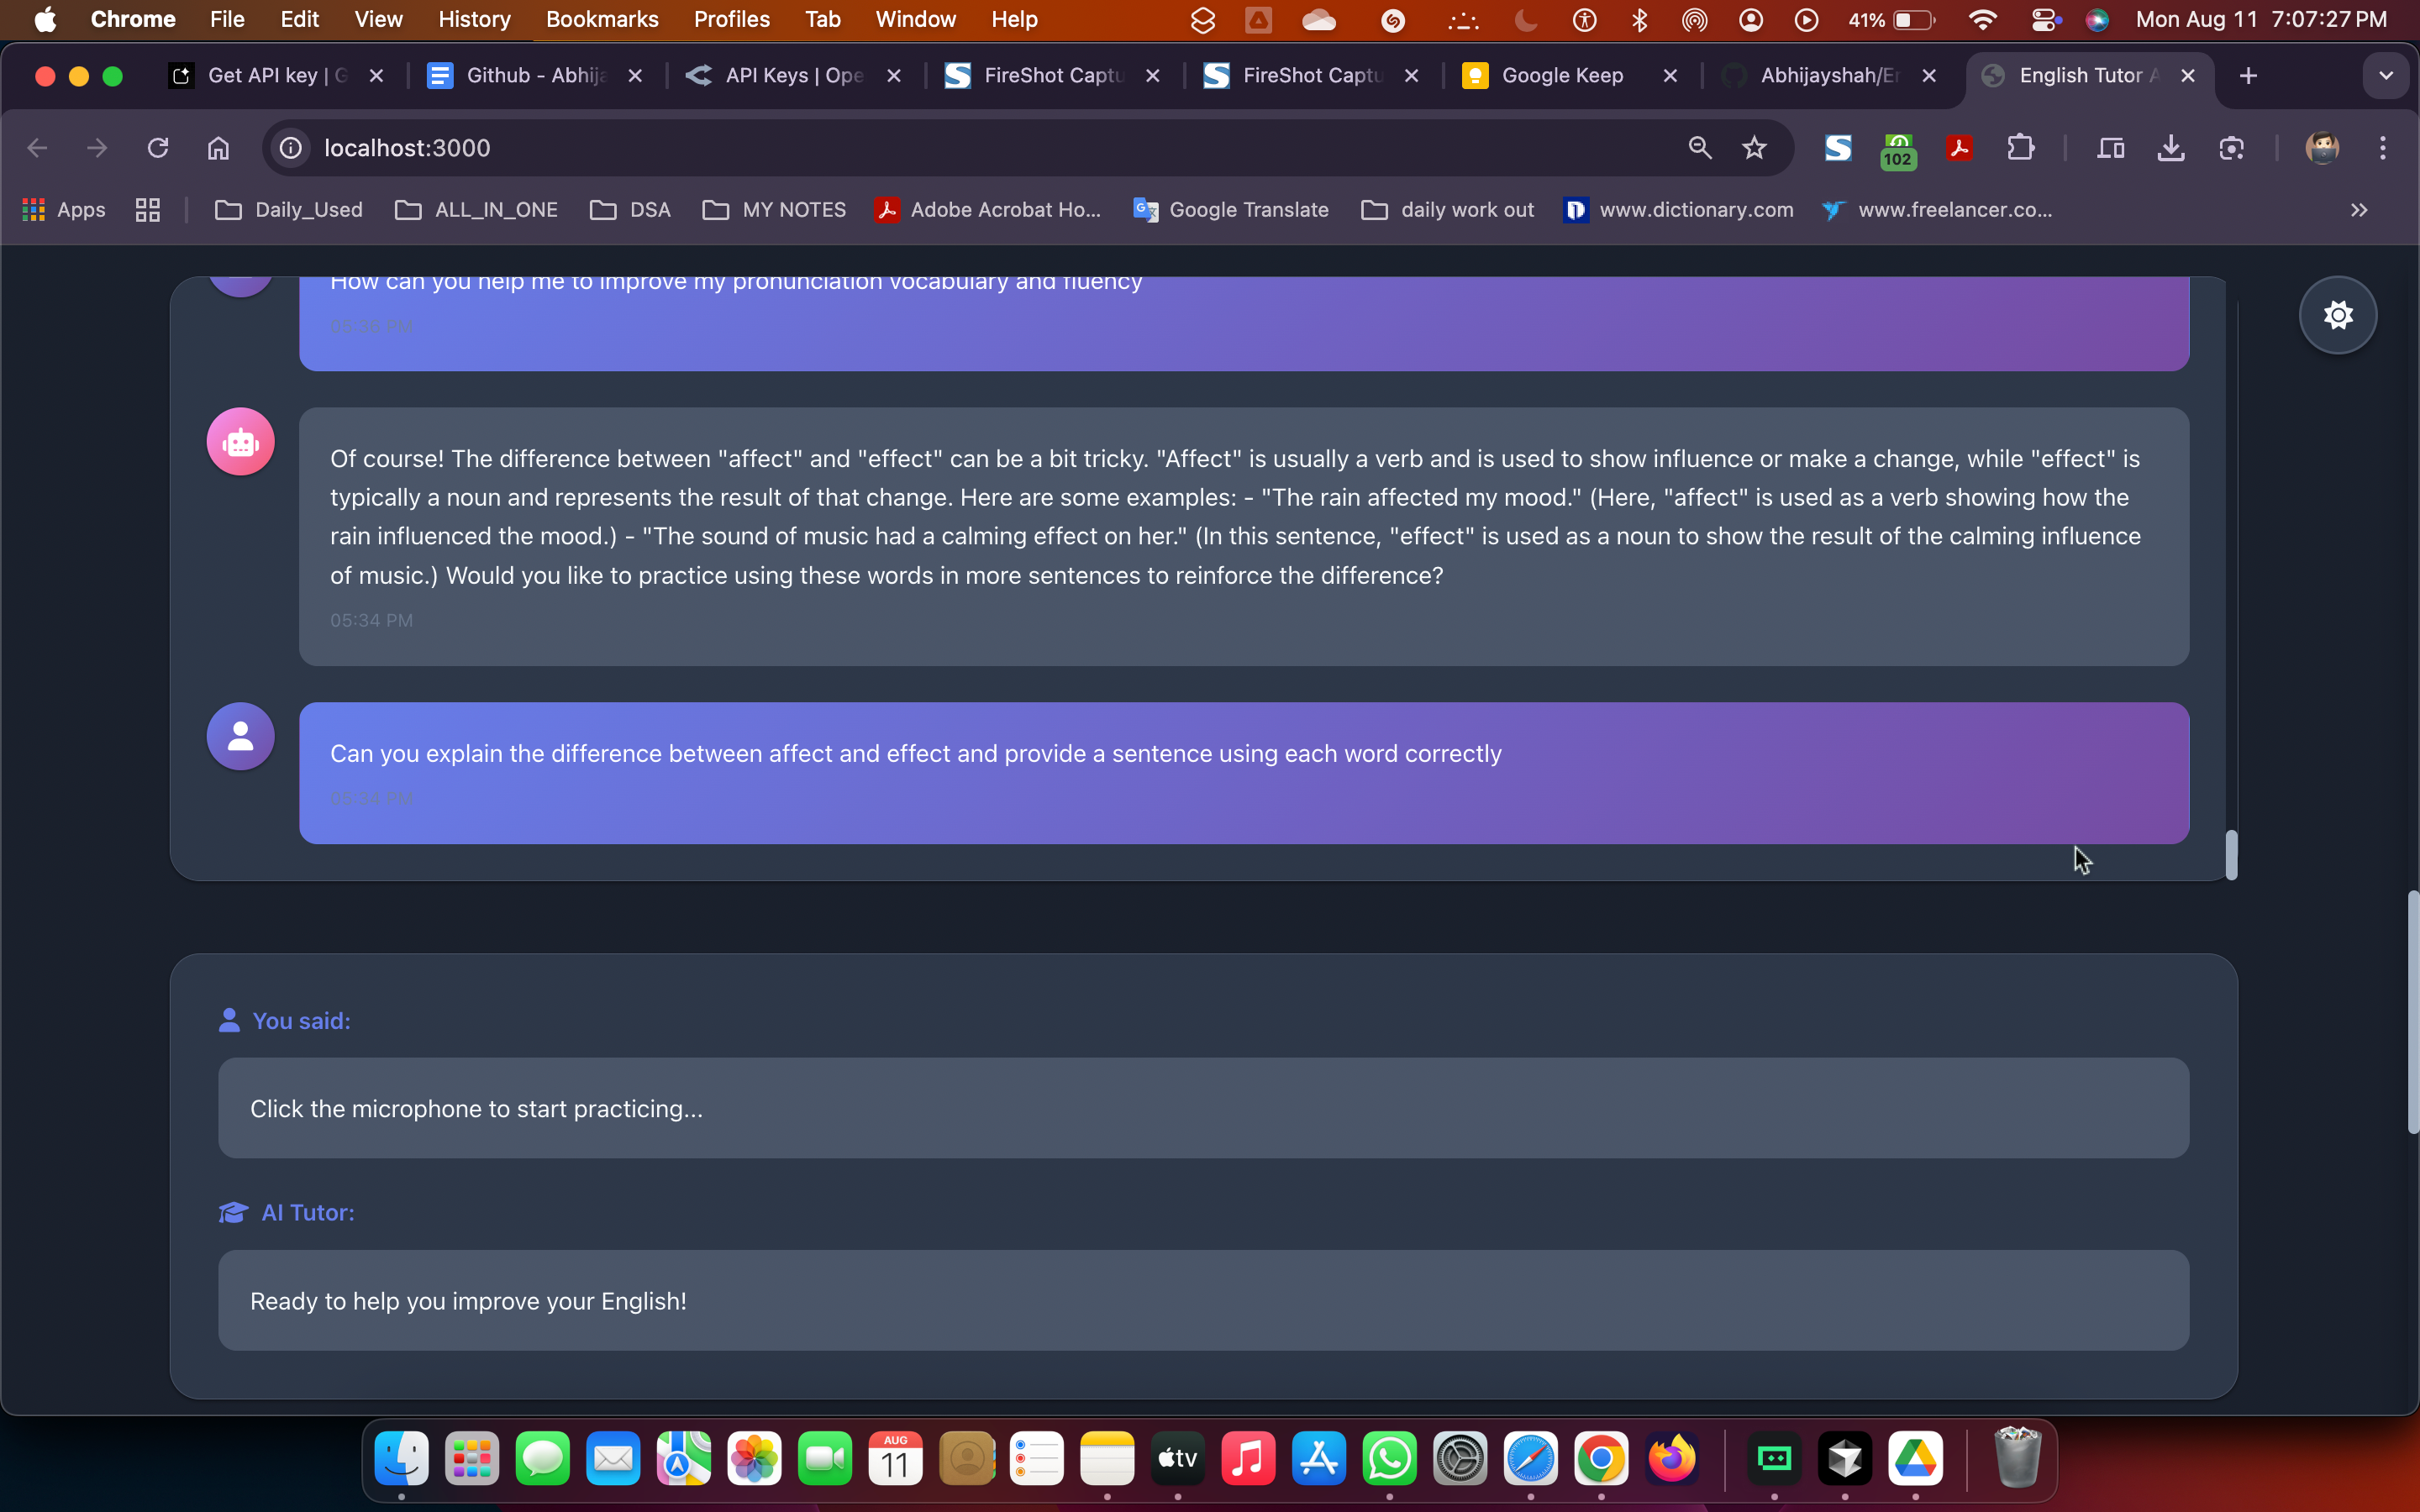 Chrome File Edit View History Bookmarks Profiles Tab Window Help 41% Mon Aug 11 7:07:27 PM
Get API key | G Github - Abhija API Keys | Ope FireShot Captu FireShot Captu Google Keep Abhijayshah/En English Tutor A
localhost:3000 102
Apps Daily_Used ALL_IN_ONE DSA MY NOTES Adobe Acrobat Ho... Google Translate daily work out www.dictionary.com www.freelancer.co...
How can you help me to improve my pronunciation vocabulary and fluency
Of course! The difference between "affect" and "effect" can be a bit tricky. "Affect" is usually a verb and is used to show influence or make a change, while "effect" is
typically a noun and represents the result of that change. Here are some examples: - "The rain affected my mood." (Here, "affect" is used as a verb showing how the
rain influenced the mood.) - "The sound of music had a calming effect on her." (In this sentence, "effect" is used as a noun to show the result of the calming influence
of music.) Would you like to practice using these words in more sentences to reinforce the difference?
05:34 PM
Can you explain the difference between affect and effect and provide a sentence using each word correctly
You said:
Click the microphone to start practicing...
AI Tutor:
Ready to help you improve your English!
AUG
11
tv